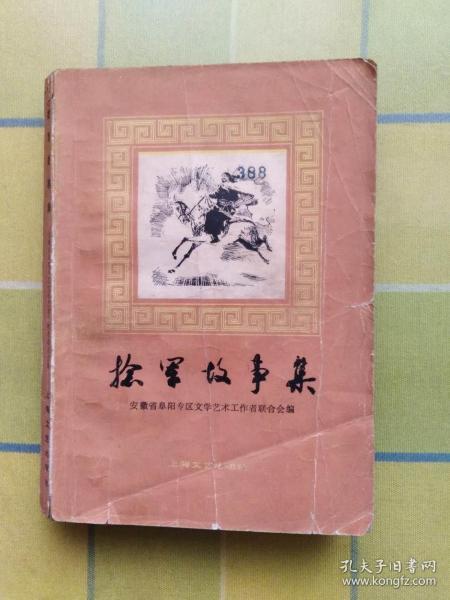 388
捻军故事集
安徽省阜阳专区文学艺术工作者联合会编
上海文艺出版社
孔夫子旧书网
www.kongfz.com